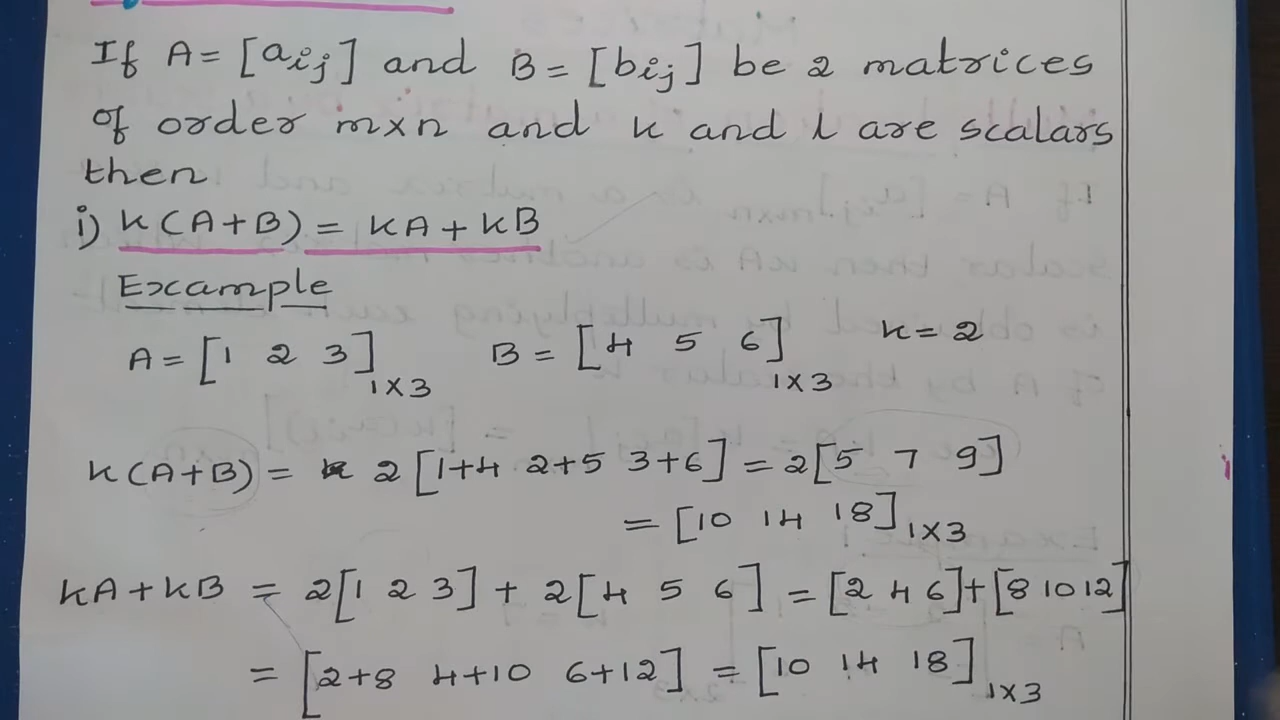 If A = [aij] and B = [bij] be 2 matrices
of order m×n and k and l are scalars
then
i) k(A+B) = kA + kB
Example
A = [1 2 3]1×3 B = [4 5 6]1×3 k = 2
k(A+B) = 2[1+4 2+5 3+6] = 2[5 7 9]
= [10 14 18]1×3
kA + kB = 2[1 2 3] + 2[4 5 6] = [2 4 6] + [8 10 12]
= [2+8 4+10 6+12] = [10 14 18]1×3